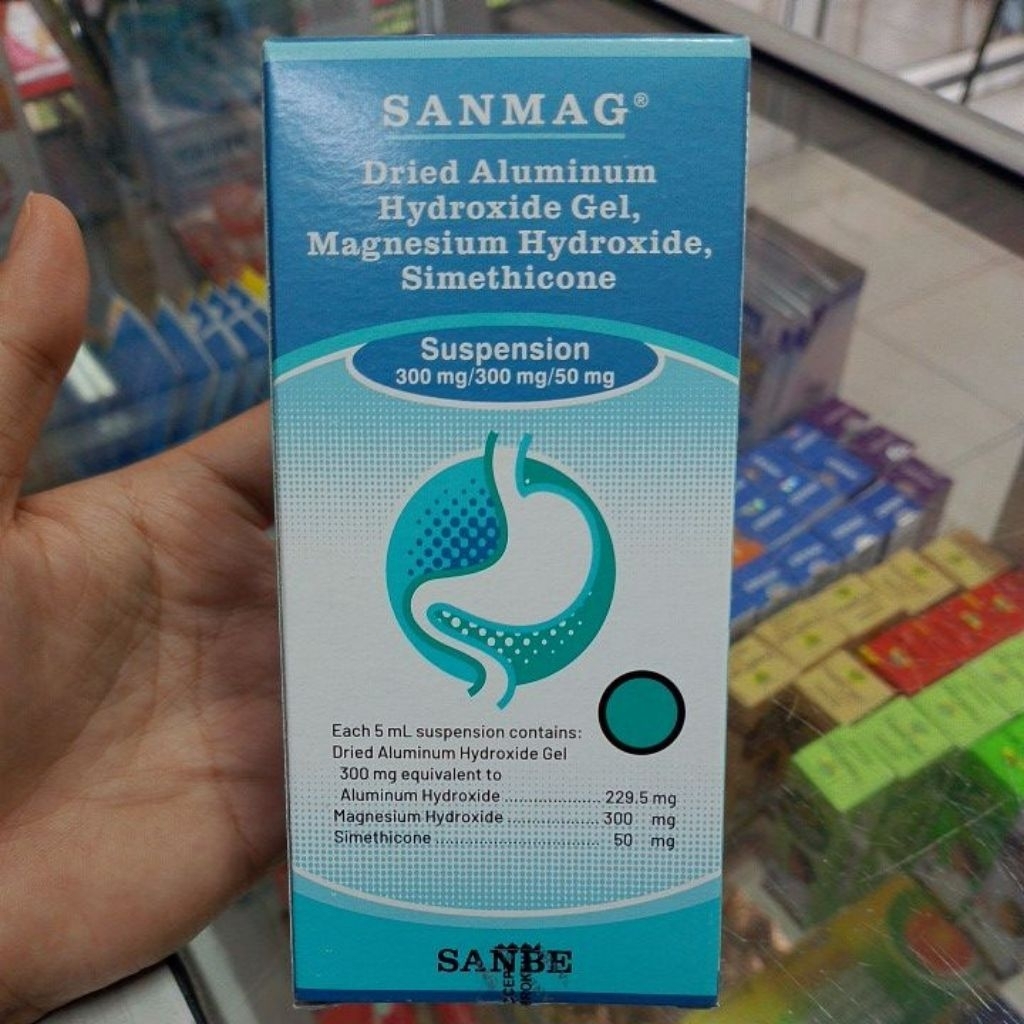 SANMAG®
Dried Aluminum
Hydroxide Gel,
Magnesium Hydroxide,
Simethicone
Suspension
300 mg/300 mg/50 mg
Each 5 mL suspension contains:
Dried Aluminum Hydroxide Gel
300 mg equivalent to
Aluminum Hydroxide .................... 229.5 mg
Magnesium Hydroxide ................... 300 mg
Simethicone .................................. 50 mg
SANBE